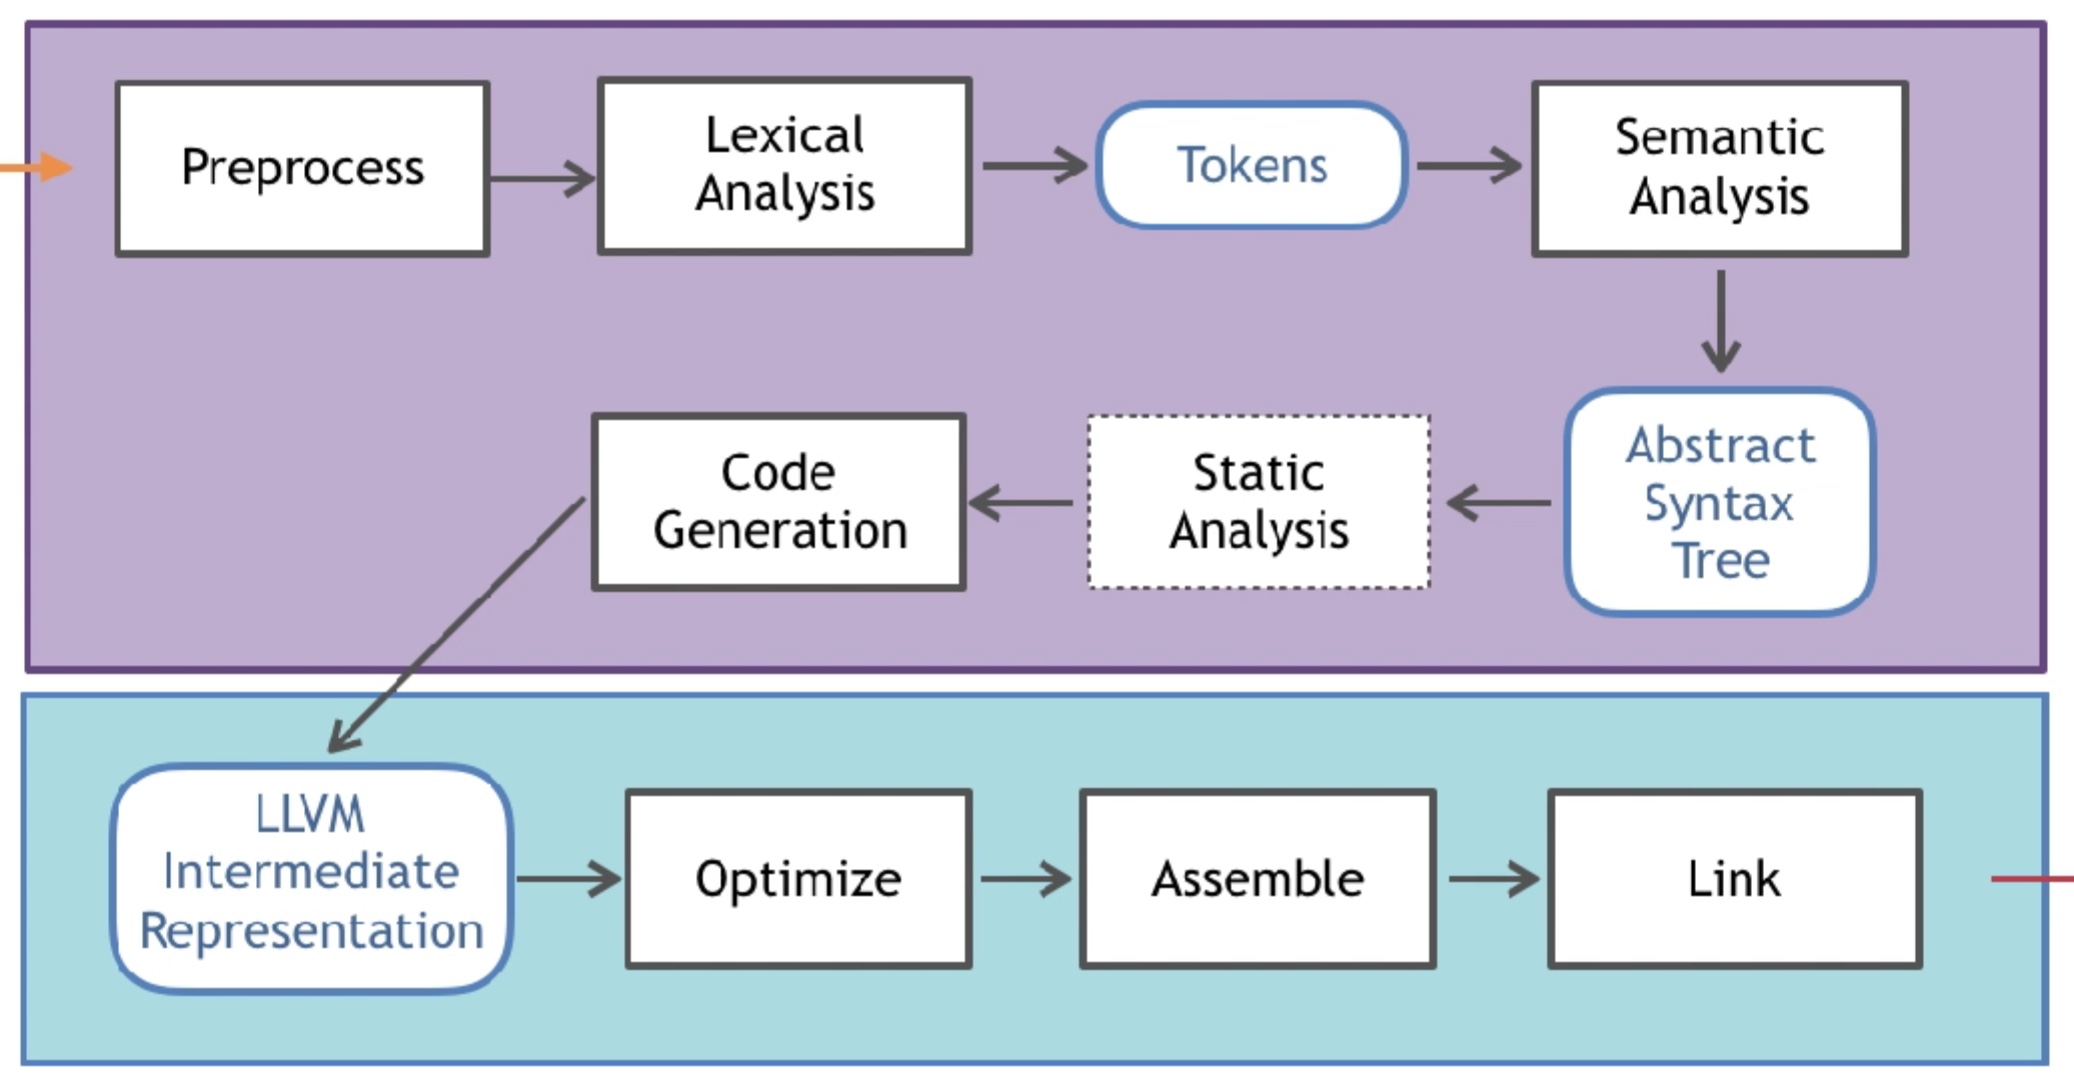 Preprocess
Lexical
Analysis
Tokens
Semantic
Analysis
Code
Generation
Static
Analysis
Abstract
Syntax
Tree
LLVM
Intermediate
Representation
Optimize
Assemble
Link